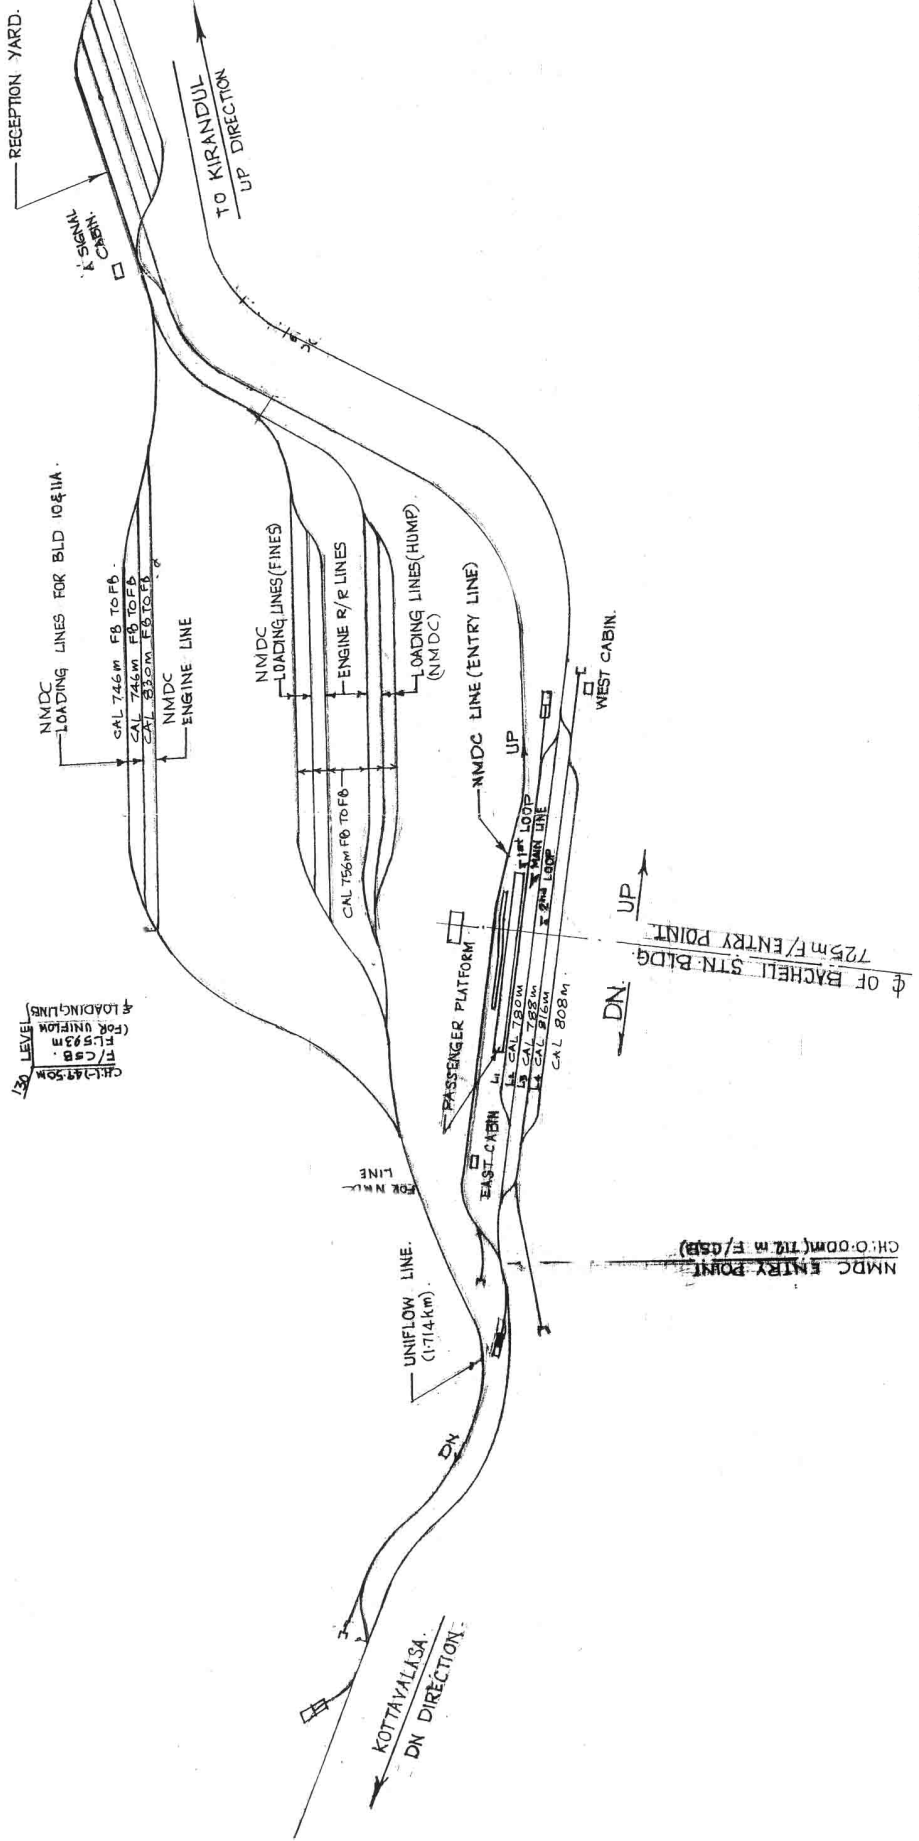 RECEPTION YARD.
'A' SIGNAL
CABIN.
TO KIRANDUL
UP DIRECTION
NMDC
LOADING LINES FOR BLD 10&11A.
CAL 746m FB TO FB.
CAL 746m FB TO FB
CAL 830m FB TO FB
NMDC
ENGINE LINE
NMDC
LOADING LINES (FINES)
ENGINE R/R LINES
LOADING LINES (HUMP)
(NMDC)
CAL 756m FB TO FB
NMDC LINE (ENTRY LINE)
UP
WEST CABIN.
1st LOOP
MAIN LINE
2nd LOOP
PASSENGER PLATFORM
L1
L2 CAL 780m
L3 CAL 788m
L4 CAL 816m
CAL 808M
EAST CABIN
UP
DN.
℄ OF BACHELI STN. BLDG.
725m F/ENTRY POINT
130 LEVEL
CH:-1-147.50m
F/CSB.
FL:593m
(FOR UNIFLOW
& LOADING LINE)
FOR NMDC
LINE
UNIFLOW LINE.
(1.714km)
NMDC ENTRY POINT
CH:0.00m (712 m F/CSB)
DN
KOTTAVALASA.
DN DIRECTION.